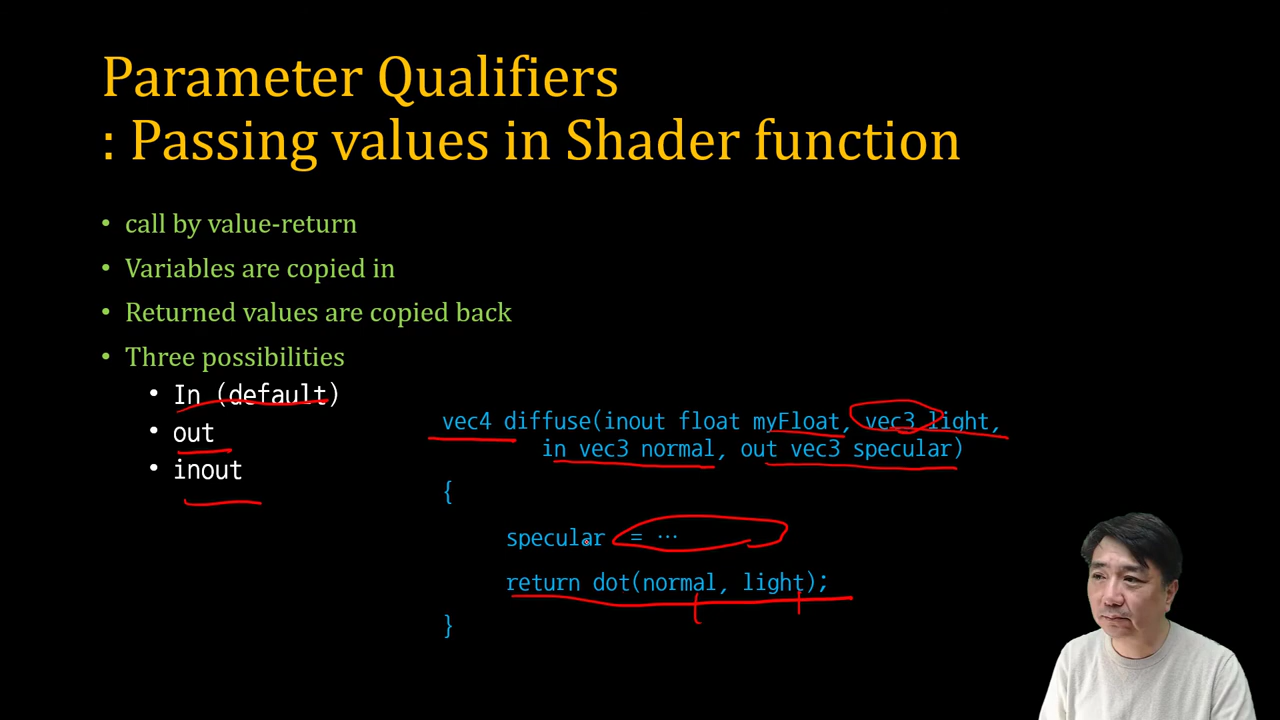 Parameter Qualifiers
: Passing values in Shader function
• call by value-return
• Variables are copied in
• Returned values are copied back
• Three possibilities
• In (default)
• out
• inout
vec4 diffuse(inout float myFloat, vec3 light,
in vec3 normal, out vec3 specular)
{
specular = …
return dot(normal, light);
}